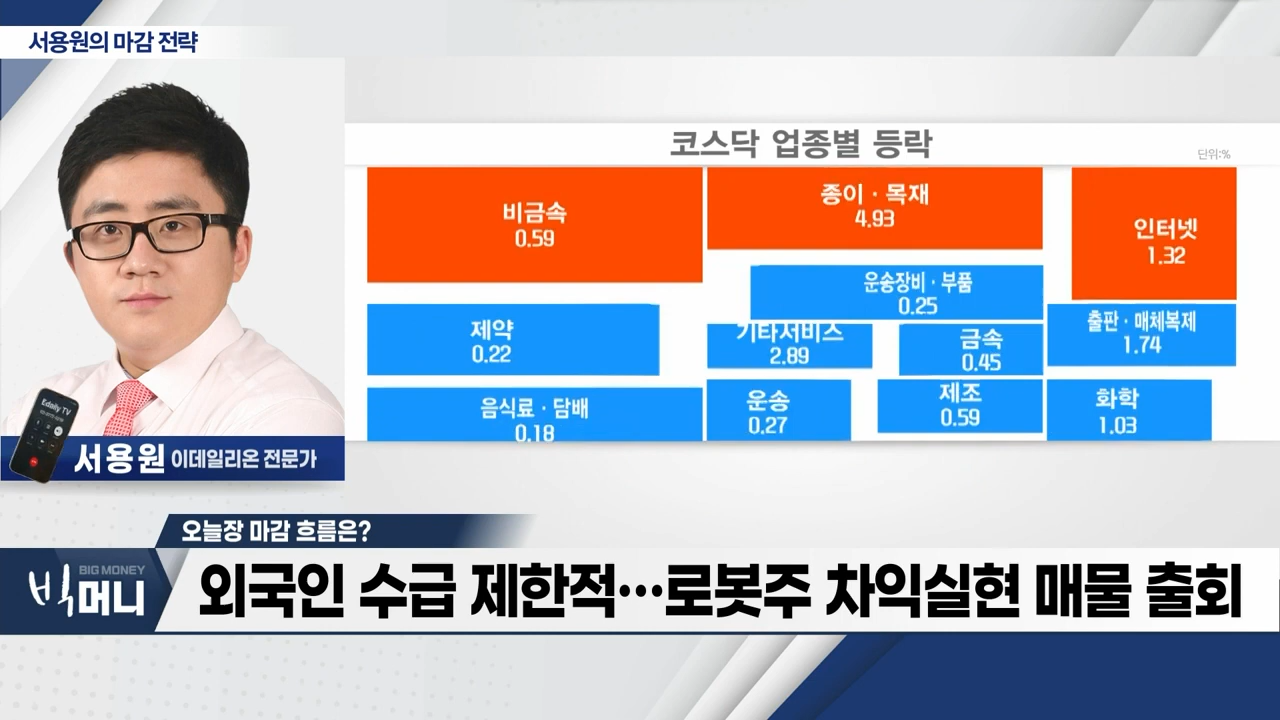 서용원의 마감 전략
코스닥 업종별 등락
단위:%
비금속
0.59
종이 · 목재
4.93
인터넷
1.32
운송장비 · 부품
0.25
제약
0.22
기타서비스
2.89
금속
0.45
출판 · 매체복제
1.74
음식료 · 담배
0.18
운송
0.27
제조
0.59
화학
1.03
Edaily TV
서용원 이데일리온 전문가
오늘장 마감 흐름은?
BIG MONEY
빅머니
외국인 수급 제한적…로봇주 차익실현 매물 출회